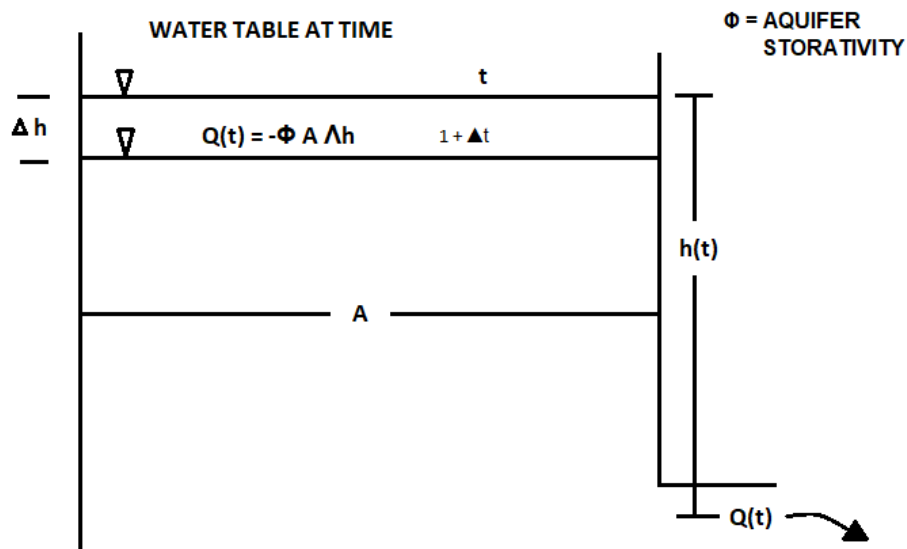 WATER TABLE AT TIME
Φ = AQUIFER
STORATIVITY
t
Δ h
Q(t) = -Φ A Λh
1 + ▲t
h(t)
A
Q(t)